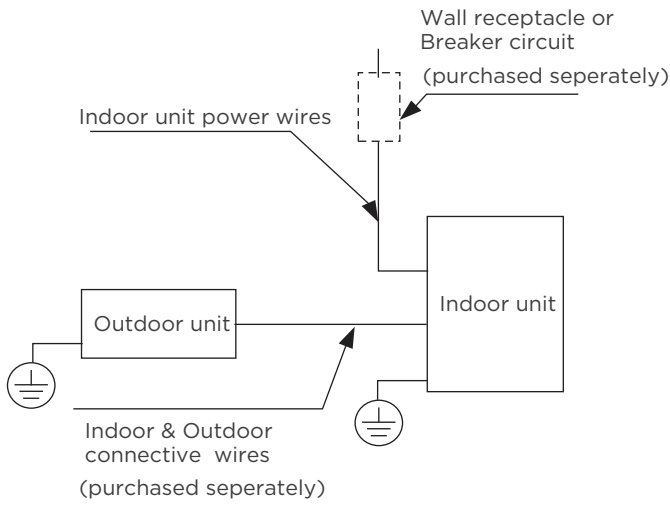 Wall receptacle or
Breaker circuit
(purchased seperately)
Indoor unit power wires
Indoor unit
Outdoor unit
Indoor & Outdoor
connective wires
(purchased seperately)